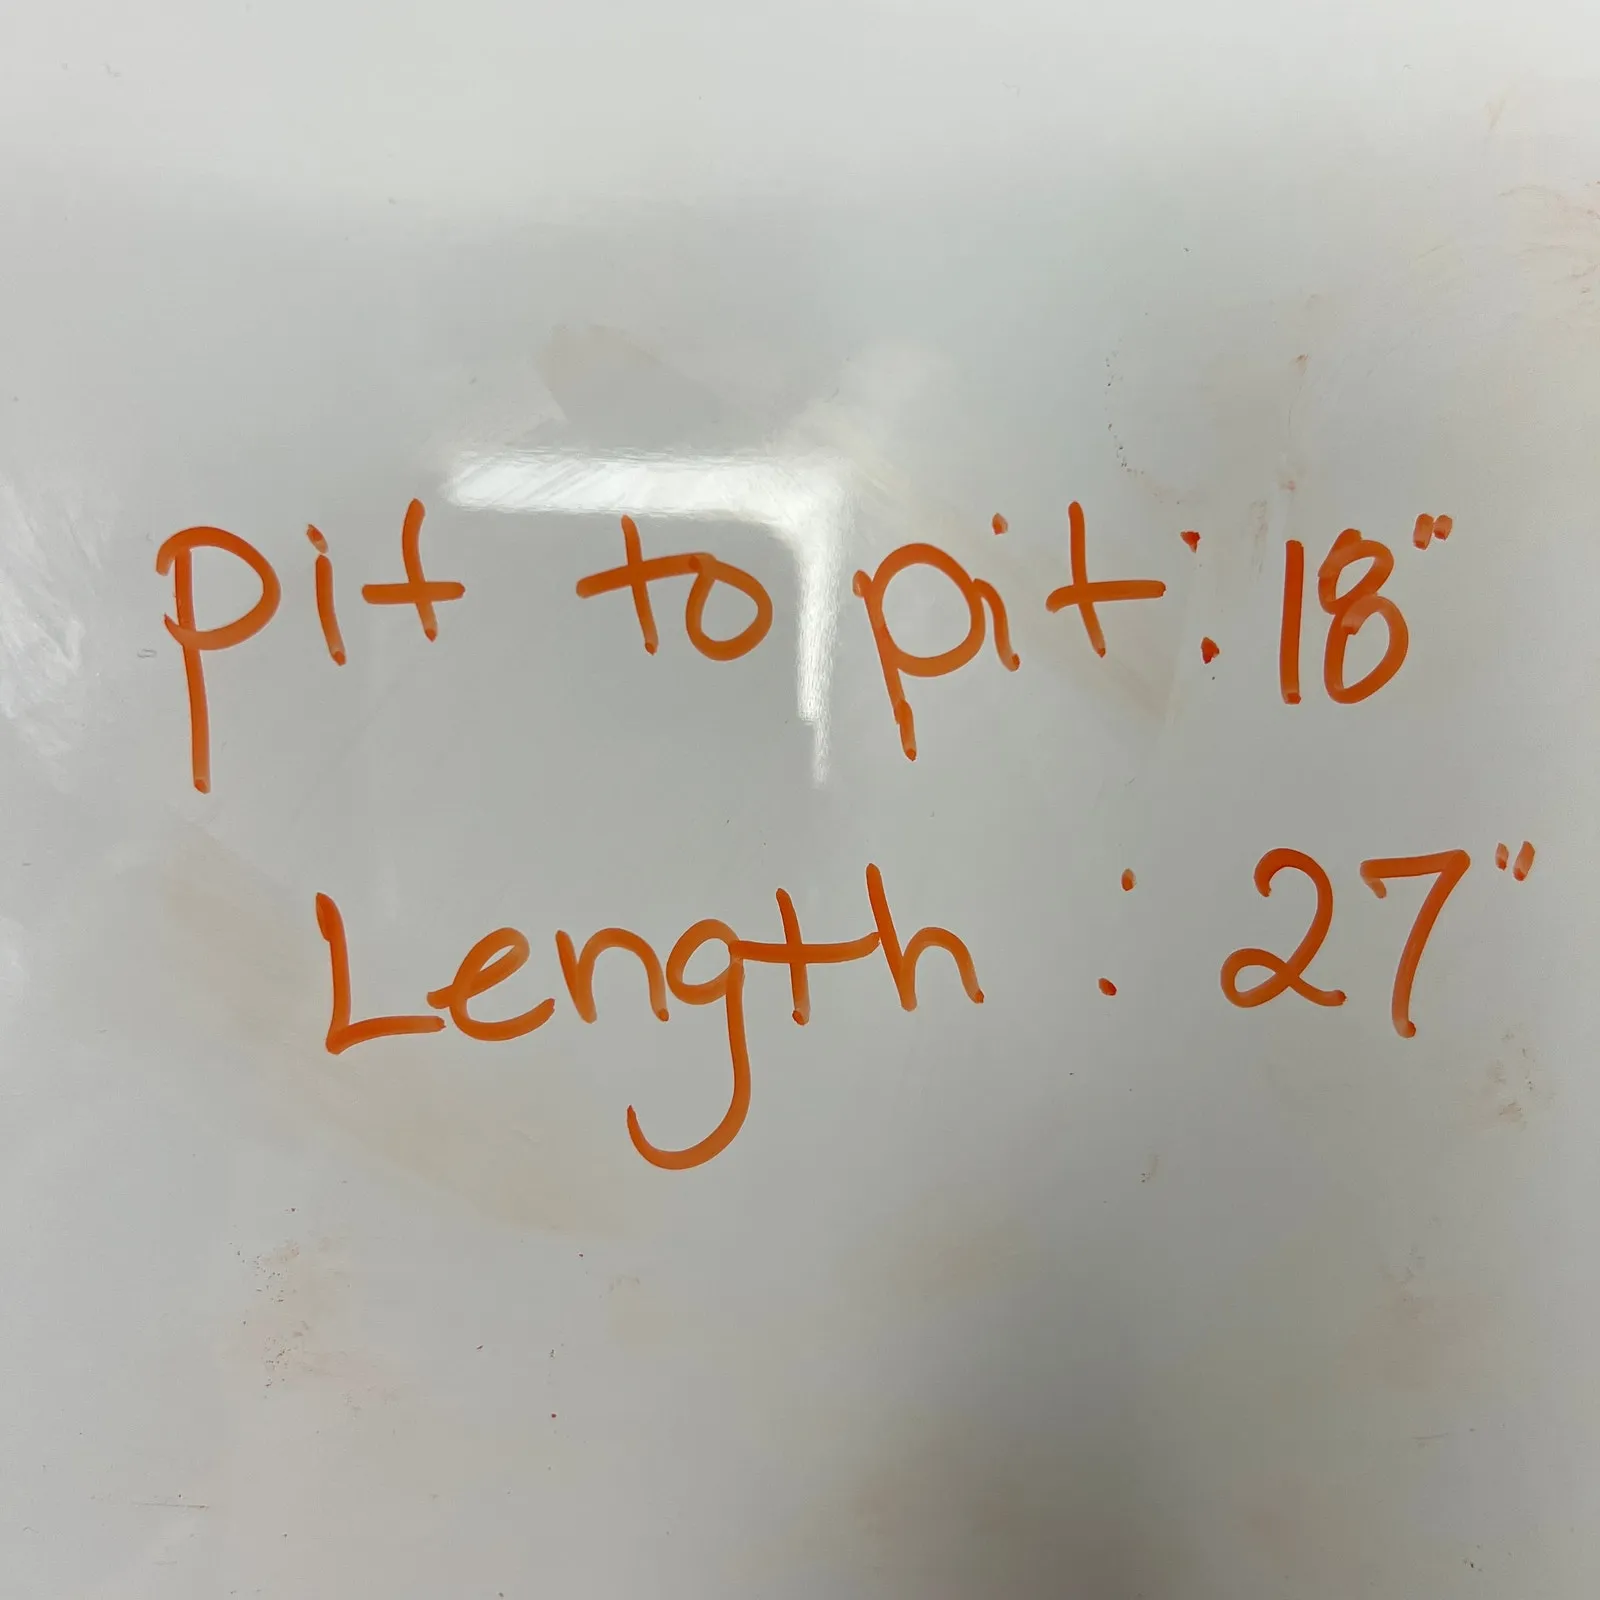 pit to pit: 18"
Length : 27"